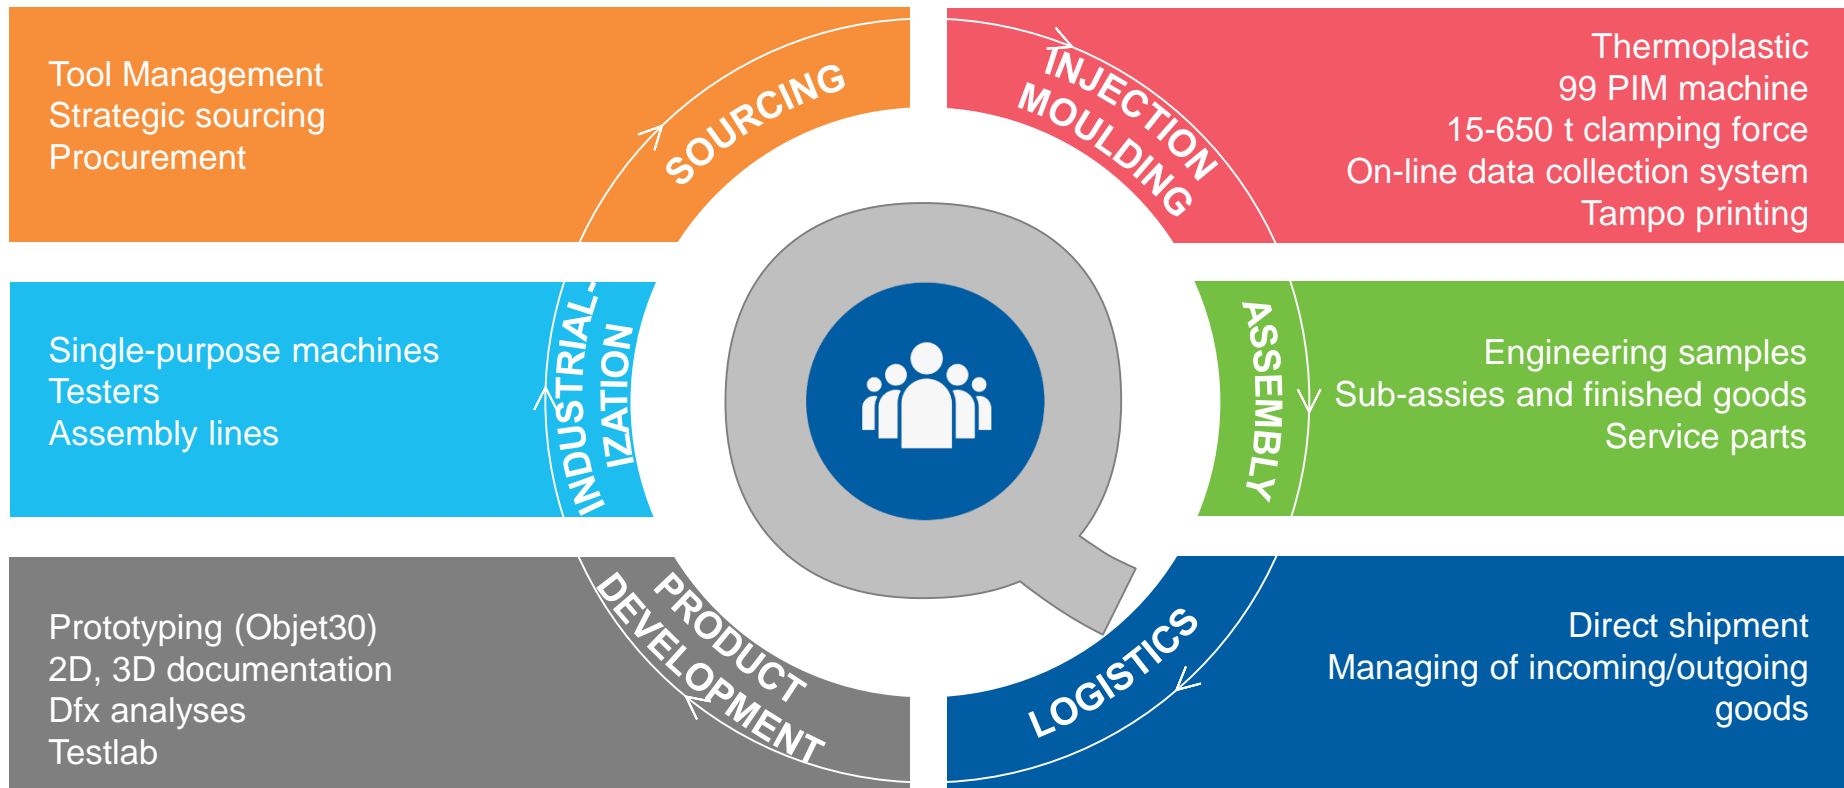 Tool Management
Strategic sourcing
Procurement
SOURCING
INJECTION
MOULDING
Thermoplastic
99 PIM machine
15-650 t clamping force
On-line data collection system
Tampo printing
Single-purpose machines
Testers
Assembly lines
INDUSTRIAL-
IZATION
ASSEMBLY
Engineering samples
Sub-assies and finished goods
Service parts
Prototyping (Objet30)
2D, 3D documentation
Dfx analyses
Testlab
PRODUCT
DEVELOPMENT
LOGISTICS
Direct shipment
Managing of incoming/outgoing
goods